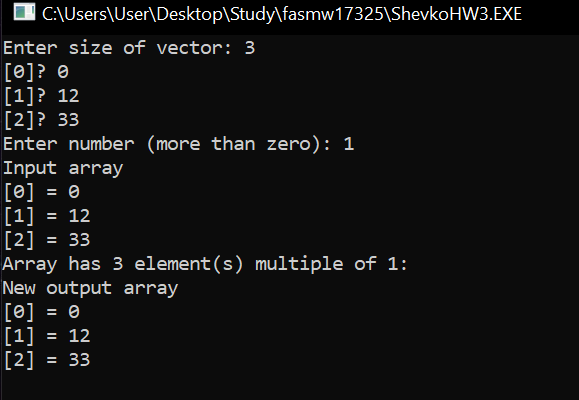 C:\Users\User\Desktop\Study\fasmw17325\ShevkoHW3.EXE
Enter size of vector: 3
[0]? 0
[1]? 12
[2]? 33
Enter number (more than zero): 1
Input array
[0] = 0
[1] = 12
[2] = 33
Array has 3 element(s) multiple of 1:
New output array
[0] = 0
[1] = 12
[2] = 33